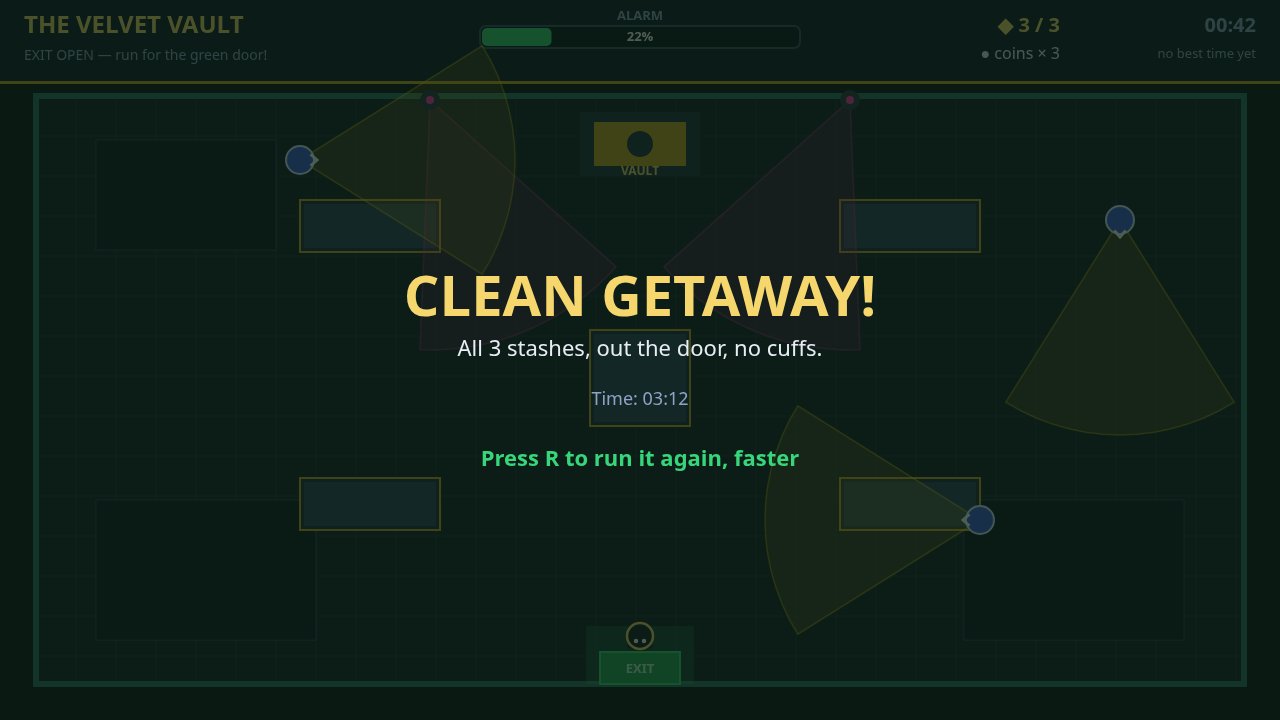 THE VELVET VAULT
EXIT OPEN — run for the green door!
ALARM
22%
◆ 3 / 3
● coins × 3
00:42
no best time yet
VAULT
CLEAN GETAWAY!
All 3 stashes, out the door, no cuffs.
Time: 03:12
Press R to run it again, faster
EXIT